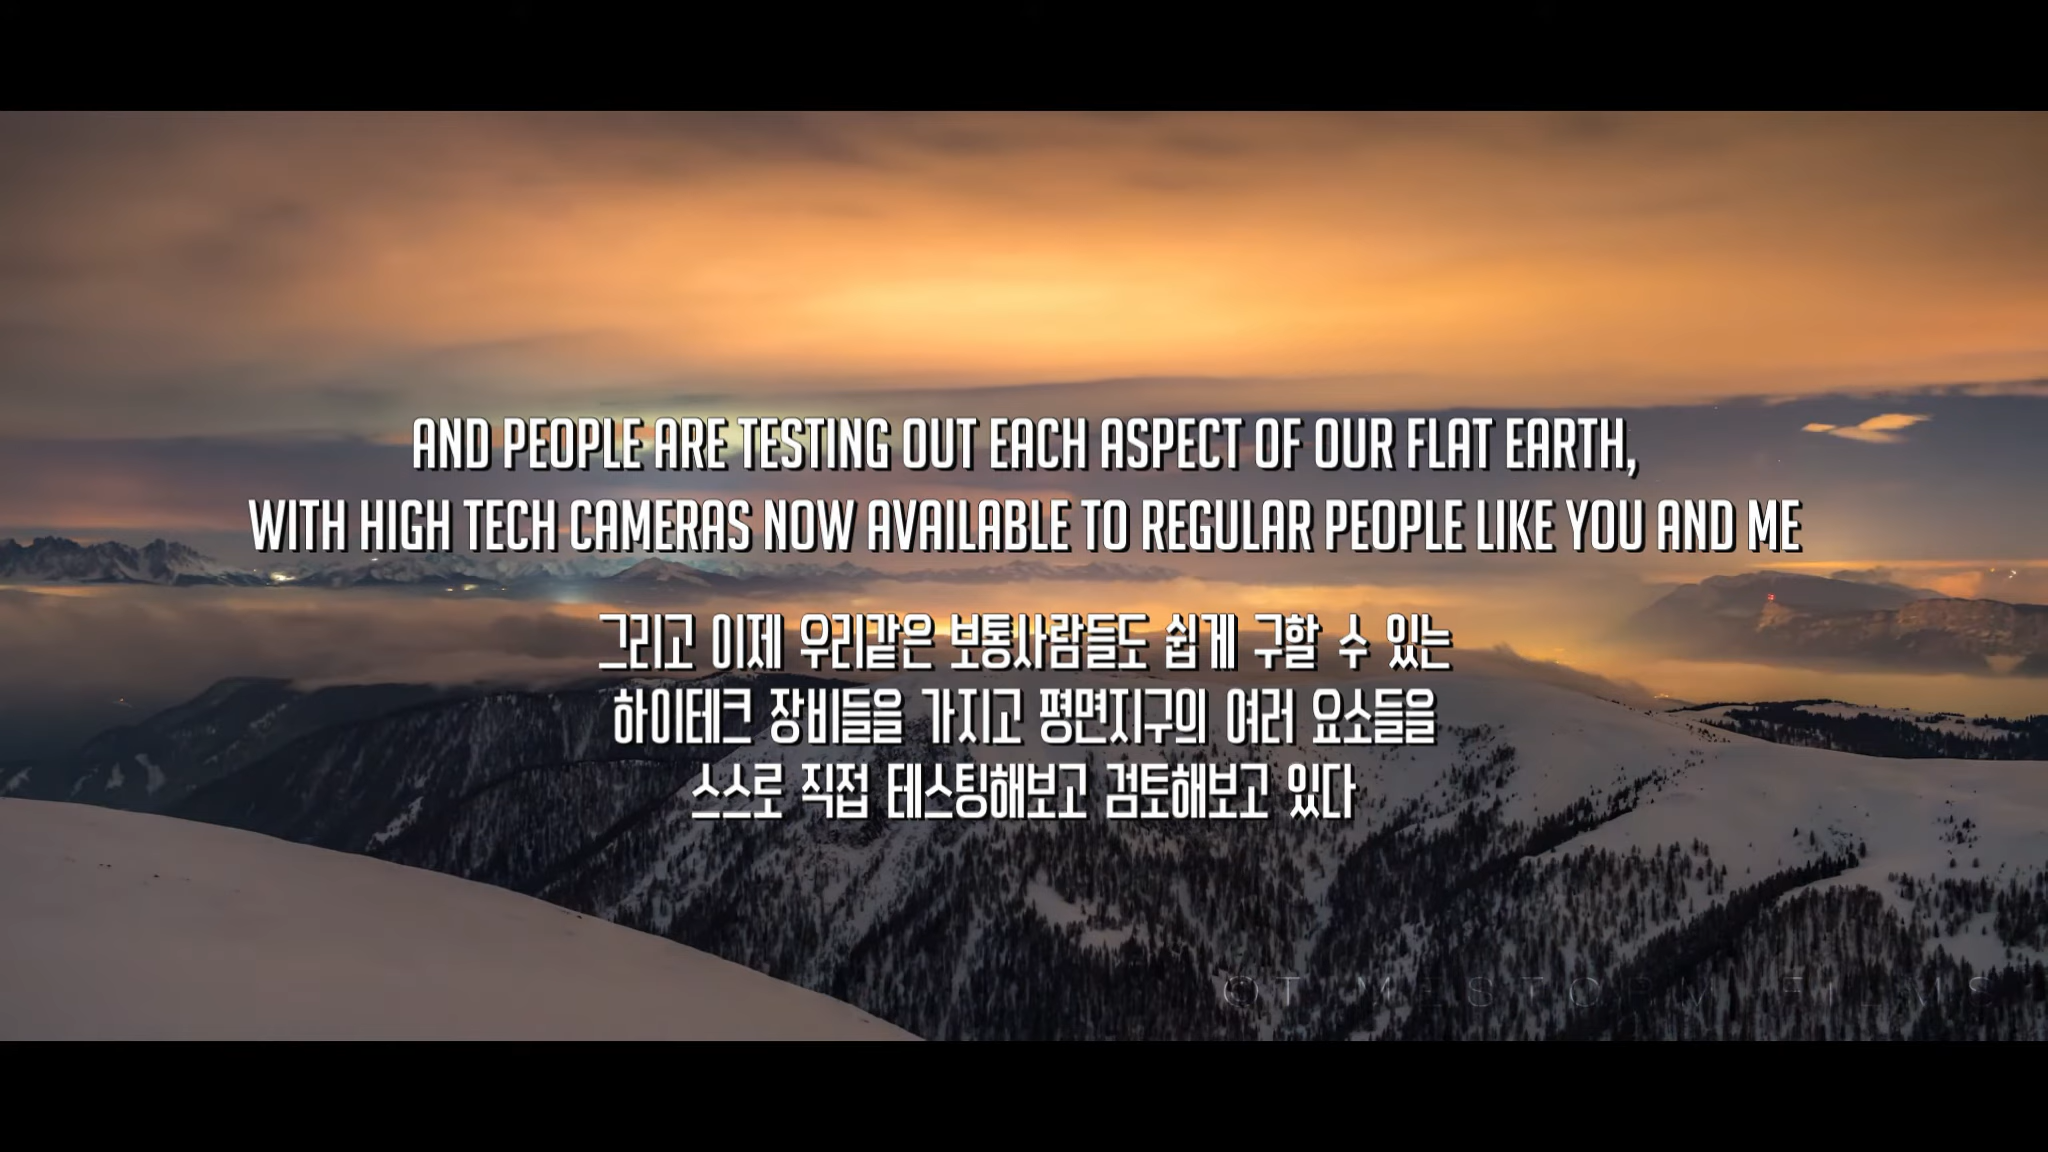 AND PEOPLE ARE TESTING OUT EACH ASPECT OF OUR FLAT EARTH,
WITH HIGH TECH CAMERAS NOW AVAILABLE TO REGULAR PEOPLE LIKE YOU AND ME
그리고 이제 우리같은 보통사람들도 쉽게 구할 수 있는
하이테크 장비들을 가지고 평면지구의 여러 요소들을
스스로 직접 테스팅해보고 검토해보고 있다
FILMS